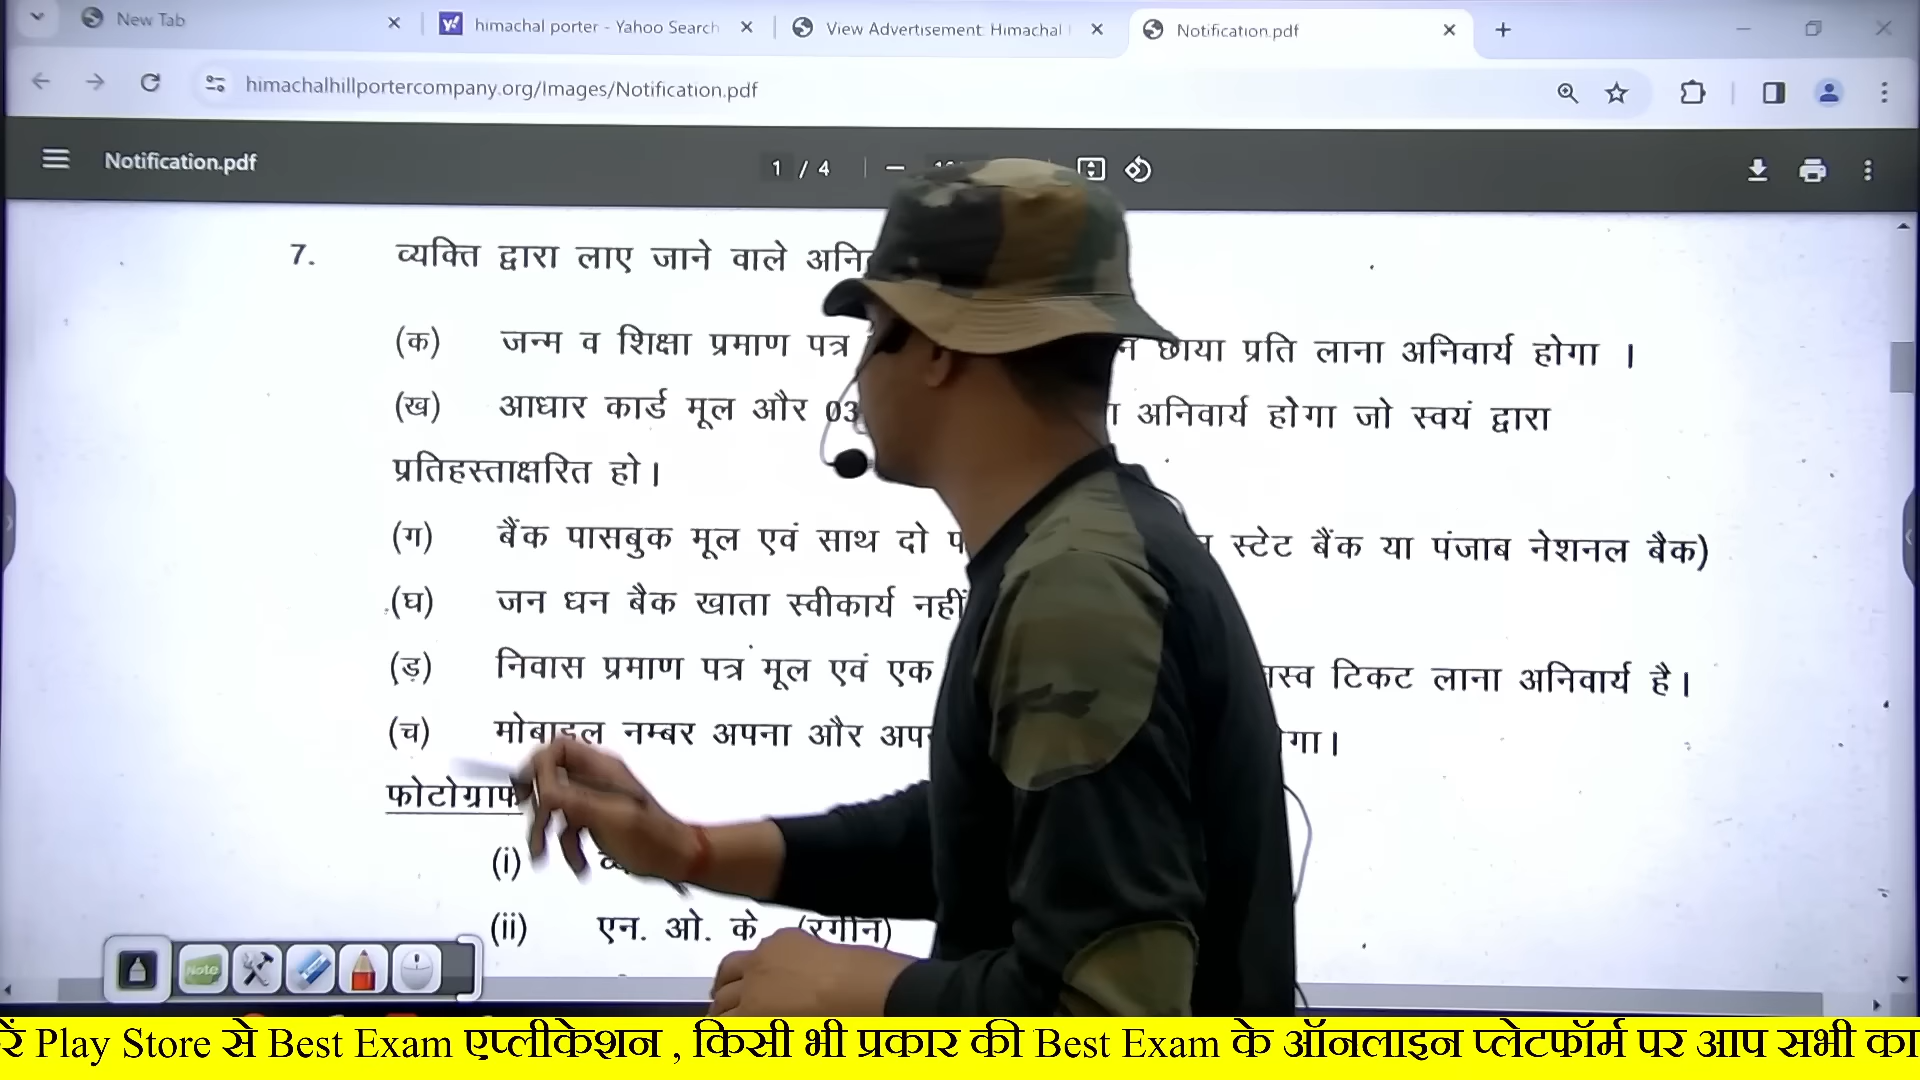 New Tab
himachal porter - Yahoo Search
View Advertisement: Himachal
Notification.pdf
himachalhillportercompany.org/Images/Notification.pdf
Notification.pdf
1 / 4
7. व्यक्ति द्वारा लाए जाने वाले
(क) जन्म व शिक्षा प्रमाण पत्र छाया प्रति लाना अनिवार्य होगा ।
(ख) आधार कार्ड मूल और 03 अनिवार्य होगा जो स्वयं द्वारा
प्रतिहस्ताक्षरित हो।
(ग) बैंक पासबुक मूल एवं साथ दो स्टेट बैंक या पंजाब नेशनल बैक)
(घ) जन धन बैक खाता स्वीकार्य नहीं
(ड़) निवास प्रमाण पत्र मूल एवं एक टिकट लाना अनिवार्य है।
(च) मोबाइल नम्बर अपना और
फोटोग्राफ
(i)
(ii) एन. ओ. के. (रंगीन)
Note
Play Store से Best Exam एप्लीकेशन , किसी भी प्रकार की Best Exam के ऑनलाइन प्लेटफॉर्म पर आप सभी का